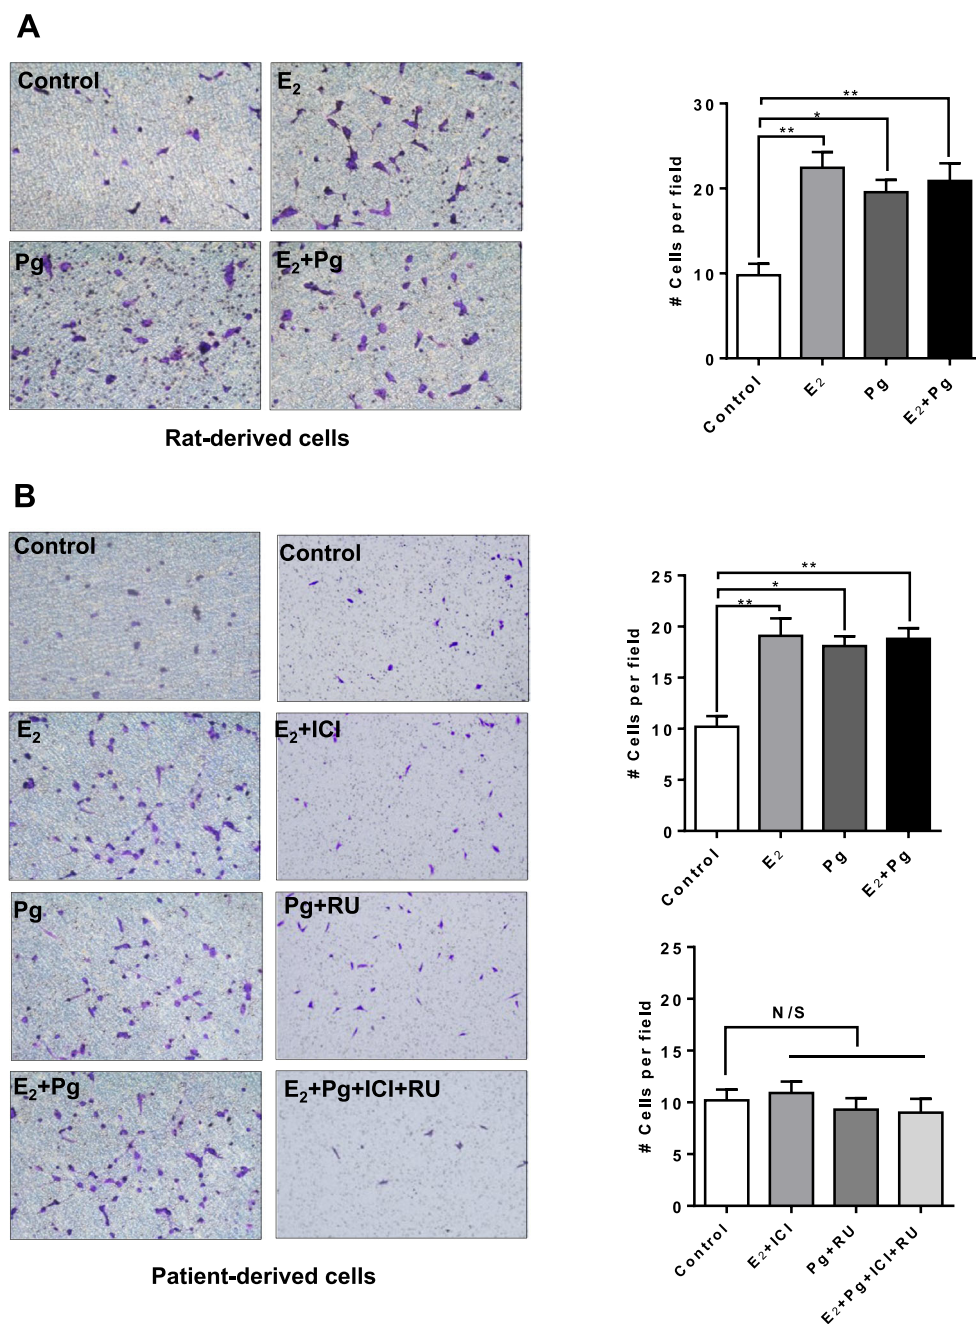 A
Control
E₂
Pg
E₂+Pg
Rat-derived cells
# Cells per field
30
20
10
0
**
*
**
Control
E₂
Pg
E₂+Pg
B
Control
Control
E₂
E₂+ICI
Pg
Pg+RU
E₂+Pg
E₂+Pg+ICI+RU
Patient-derived cells
# Cells per field
25
20
15
10
5
0
**
*
**
Control
E₂
Pg
E₂+Pg
# Cells per field
25
20
15
10
5
0
N/S
Control
E₂+ICI
Pg+RU
E₂+Pg+ICI+RU